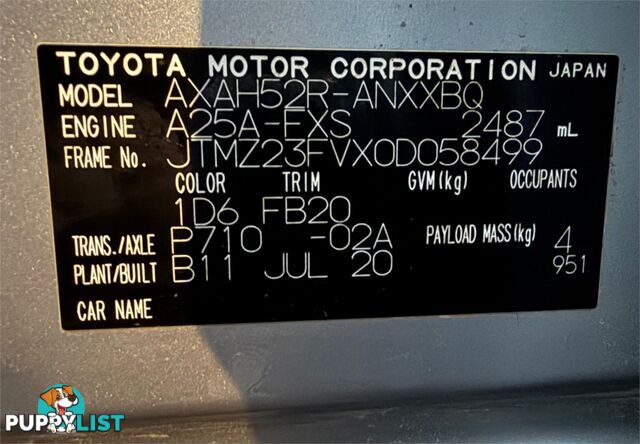 TOYOTA MOTOR CORPORATION JAPAN
MODEL AXAH52R-ANXXBQ
ENGINE A25A-FXS 2487 mL
FRAME No. JTMZ23FVX0D058499
COLOR TRIM GVM(kg) OCCUPANTS
1D6 FB20
TRANS./AXLE P710 -02A PAYLOAD MASS(kg) 4
PLANT/BUILT B11 JUL 20 951
CAR NAME
PUPPYLIST